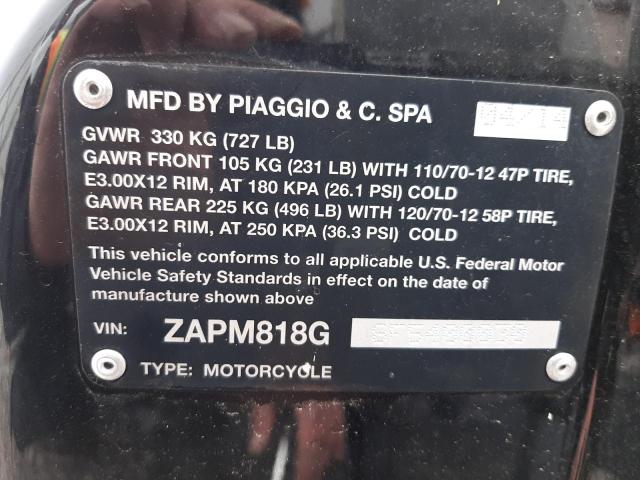 MFD BY PIAGGIO & C. SPA 04/14
GVWR 330 KG (727 LB)
GAWR FRONT 105 KG (231 LB) WITH 110/70-12 47P TIRE,
E3.00X12 RIM, AT 180 KPA (26.1 PSI) COLD
GAWR REAR 225 KG (496 LB) WITH 120/70-12 58P TIRE,
E3.00X12 RIM, AT 250 KPA (36.3 PSI) COLD
This vehicle conforms to all applicable U.S. Federal Motor
Vehicle Safety Standards in effect on the date of
manufacture shown above
VIN: ZAPM818G
TYPE: MOTORCYCLE